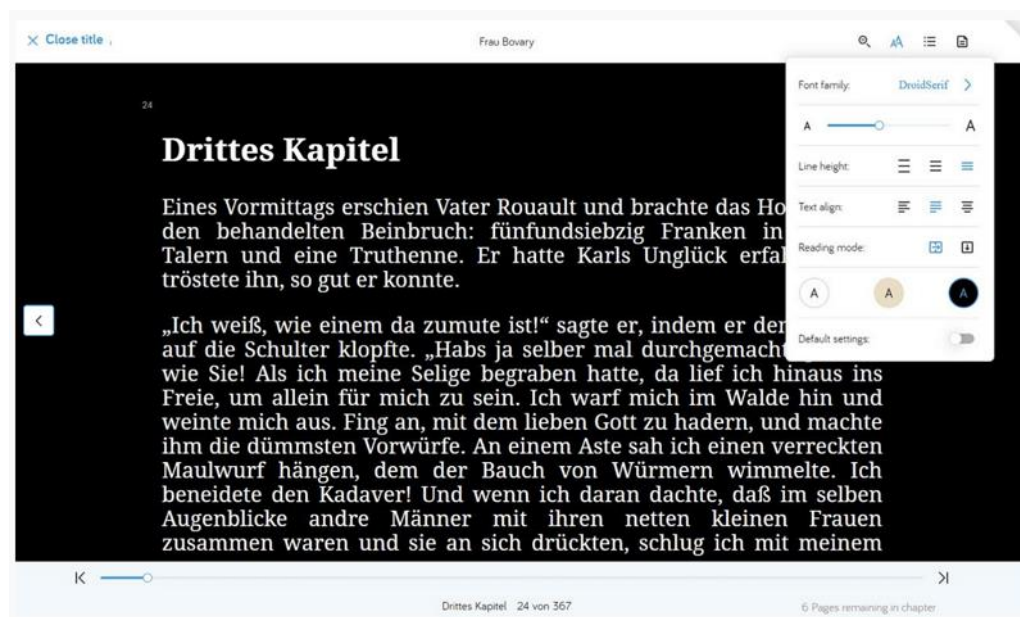 Close title
Frau Bovary
Font family: DroidSerif
A A
Line height:
Text align:
Reading mode:
A A A
Default settings:
24
Drittes Kapitel
Eines Vormittags erschien Vater Rouault und brachte das Ho
den behandelten Beinbruch: fünfundsiebzig Franken in
Talern und eine Truthenne. Er hatte Karls Unglück erfa
tröstete ihn, so gut er konnte.
„Ich weiß, wie einem da zumute ist!“ sagte er, indem er de
auf die Schulter klopfte. „Habs ja selber mal durchgemach
wie Sie! Als ich meine Selige begraben hatte, da lief ich hinaus ins
Freie, um allein für mich zu sein. Ich warf mich im Walde hin und
weinte mich aus. Fing an, mit dem lieben Gott zu hadern, und machte
ihm die dümmsten Vorwürfe. An einem Aste sah ich einen verreckten
Maulwurf hängen, dem der Bauch von Würmern wimmelte. Ich
beneidete den Kadaver! Und wenn ich daran dachte, daß im selben
Augenblicke andre Männer mit ihren netten kleinen Frauen
zusammen waren und sie an sich drückten, schlug ich mit meinem
Drittes Kapitel 24 von 367
6 Pages remaining in chapter